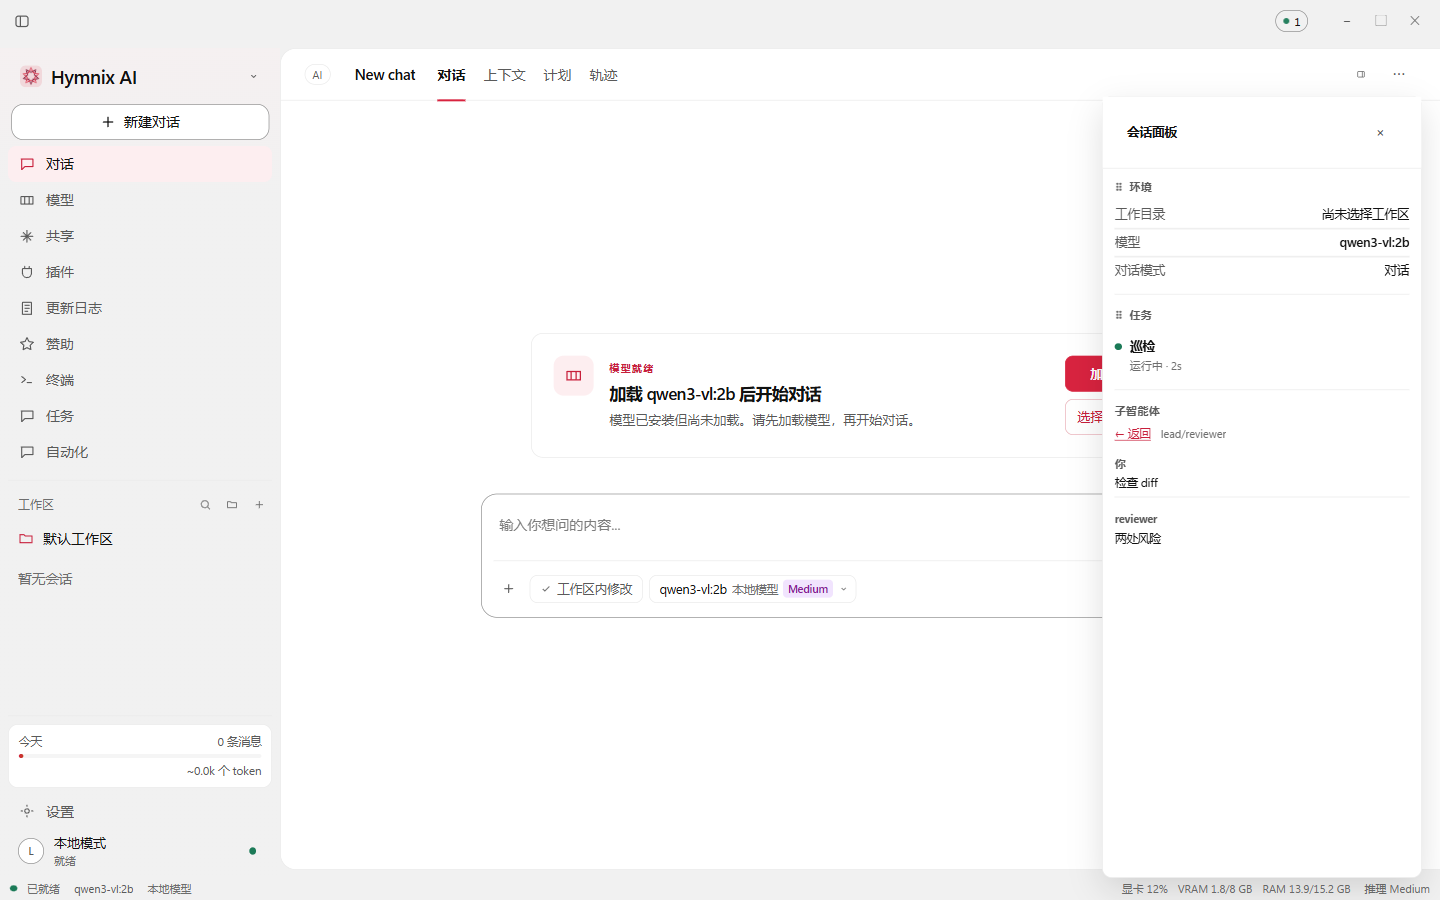 1
Hymnix AI
新建对话
对话
模型
共享
插件
更新日志
赞助
终端
任务
自动化
工作区
默认工作区
暂无会话
今天 0 条消息
~0.0k 个 token
设置
L 本地模式
就绪
AI New chat 对话 上下文 计划 轨迹
模型就绪
加载 qwen3-vl:2b 后开始对话
模型已安装但尚未加载。请先加载模型，再开始对话。
加
选择
输入你想问的内容...
工作区内修改 qwen3-vl:2b 本地模型 Medium
会话面板
环境
工作目录 尚未选择工作区
模型 qwen3-vl:2b
对话模式 对话
任务
巡检
运行中 · 2s
子智能体
← 返回 lead/reviewer
你
检查 diff
reviewer
两处风险
已就绪 qwen3-vl:2b 本地模型 显卡 12% VRAM 1.8/8 GB RAM 13.9/15.2 GB 推理 Medium